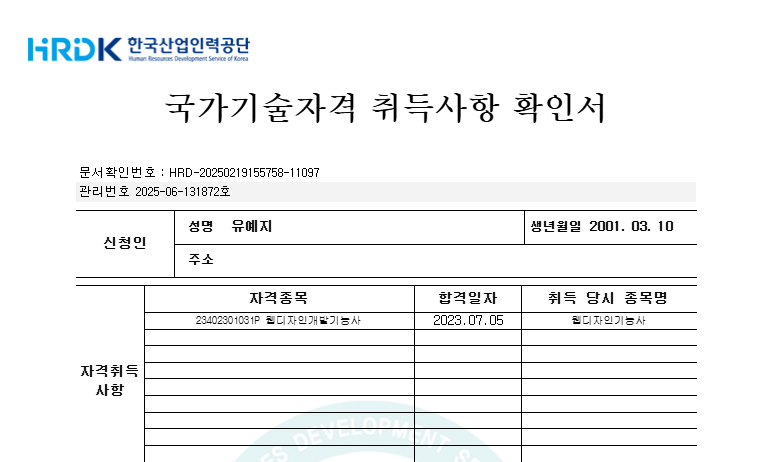 HRDK 한국산업인력공단
Human Resources Development Service of Korea
국가기술자격 취득사항 확인서
문서확인번호 : HRD-20250219155758-11097
관리번호 2025-06-131872호
신청인
성명 유예지
생년월일 2001. 03. 10
주소
자격취득
사항
자격종목 합격일자 취득 당시 종목명
23402301031P 웹디자인개발기능사 2023.07.05 웹디자인기능사
ES DEVELOPMENT SE